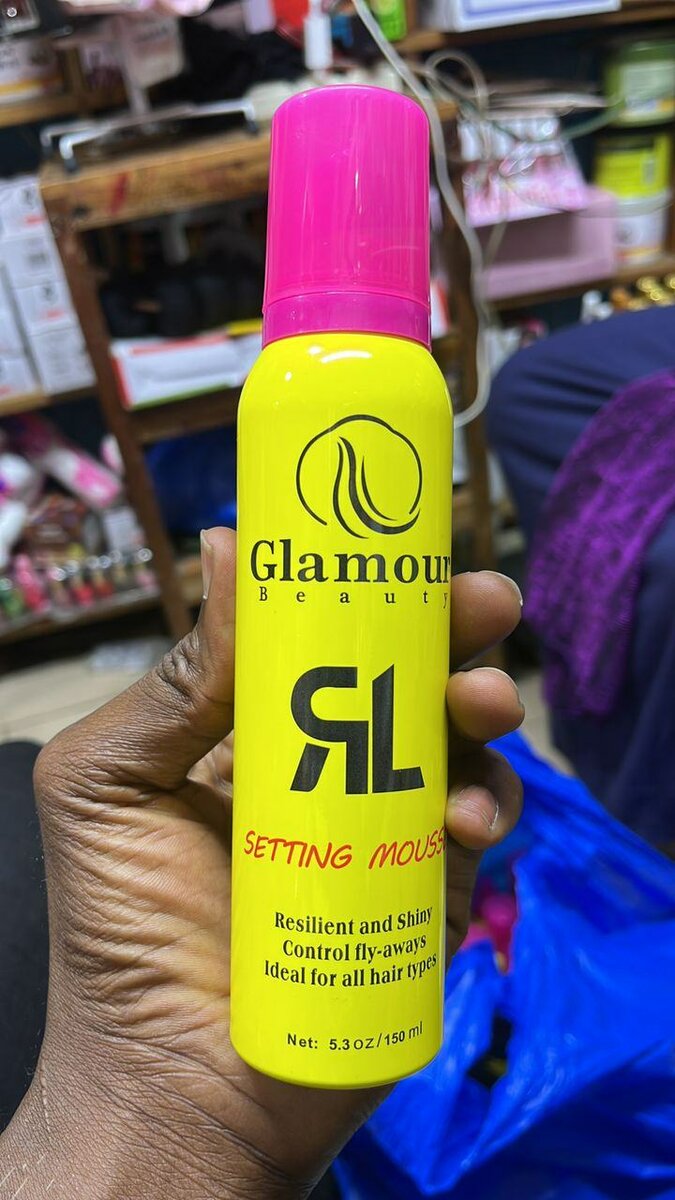 Glamour
Beauty
RL
SETTING MOUSS
Resilient and Shiny
Control fly-aways
Ideal for all hair types
Net: 5.3 OZ/150 ml